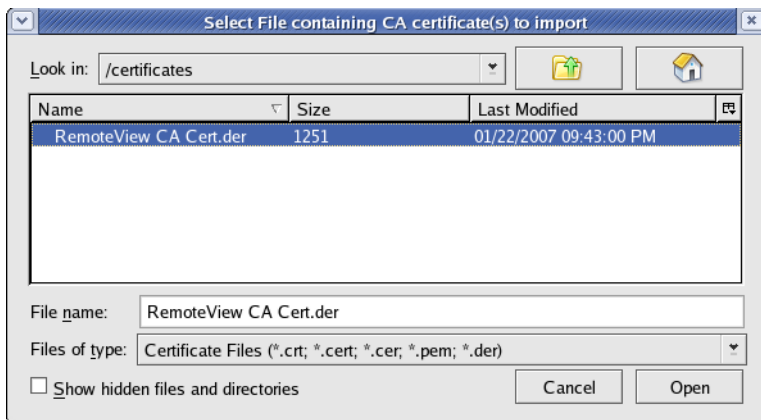 Select File containing CA certificate(s) to import
Look in: /certificates
Name Size Last Modified
RemoteView CA Cert.der 1251 01/22/2007 09:43:00 PM
File name: RemoteView CA Cert.der
Files of type: Certificate Files (*.crt; *.cert; *.cer; *.pem; *.der)
Show hidden files and directories Cancel Open